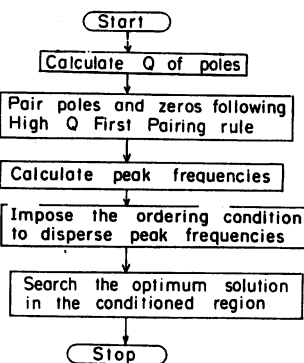 Start
Calculate Q of poles
Pair poles and zeros following
High Q First Pairing rule
Calculate peak frequencies
Impose the ordering condition
to disperse peak frequencies
Search the optimum solution
in the conditioned region
Stop